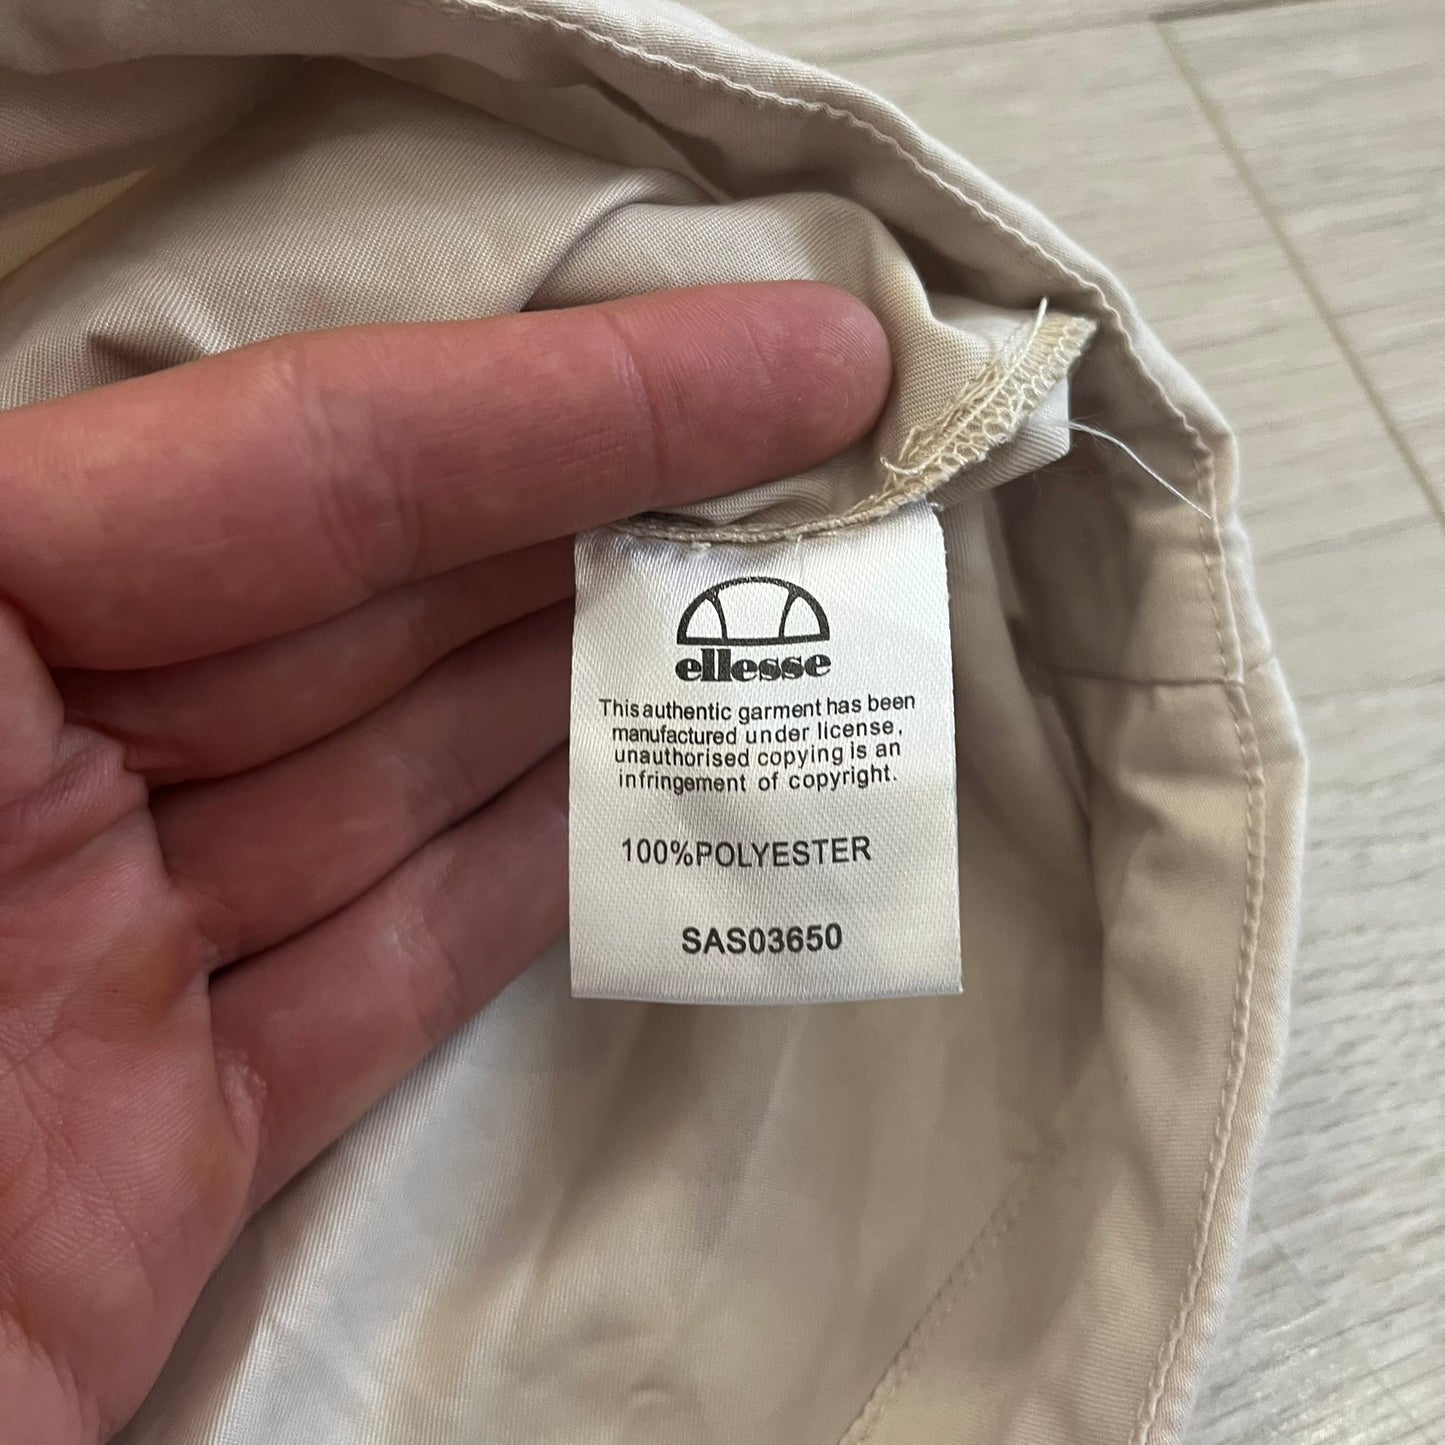 ellesse
This authentic garment has been
manufactured under license.
unauthorised copying is an
infringement of copyright.
100%POLYESTER
SAS03650